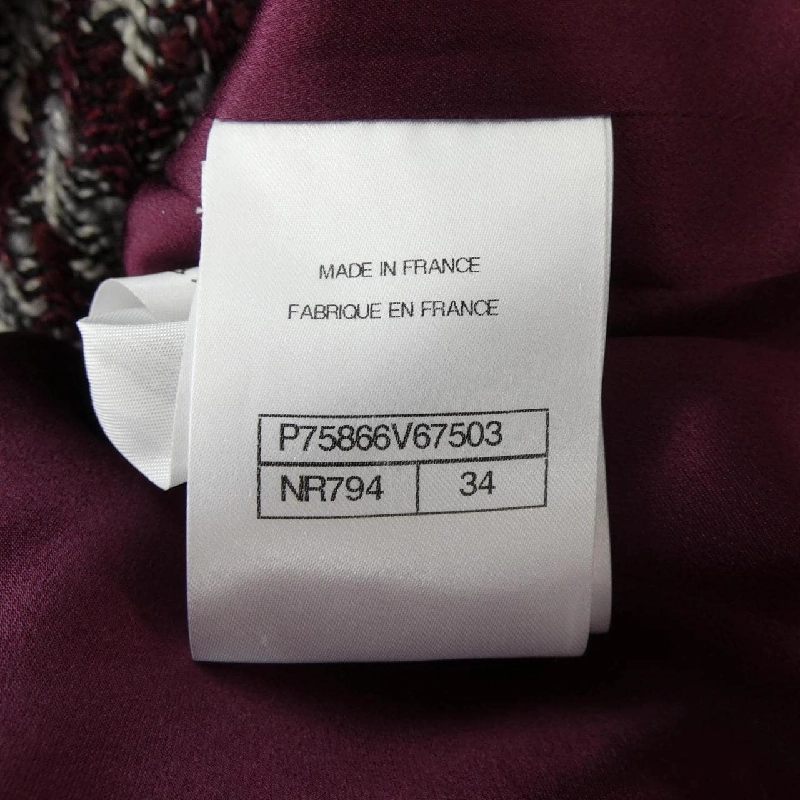 MADE IN FRANCE
FABRIQUE EN FRANCE
P75866V67503
NR794 34